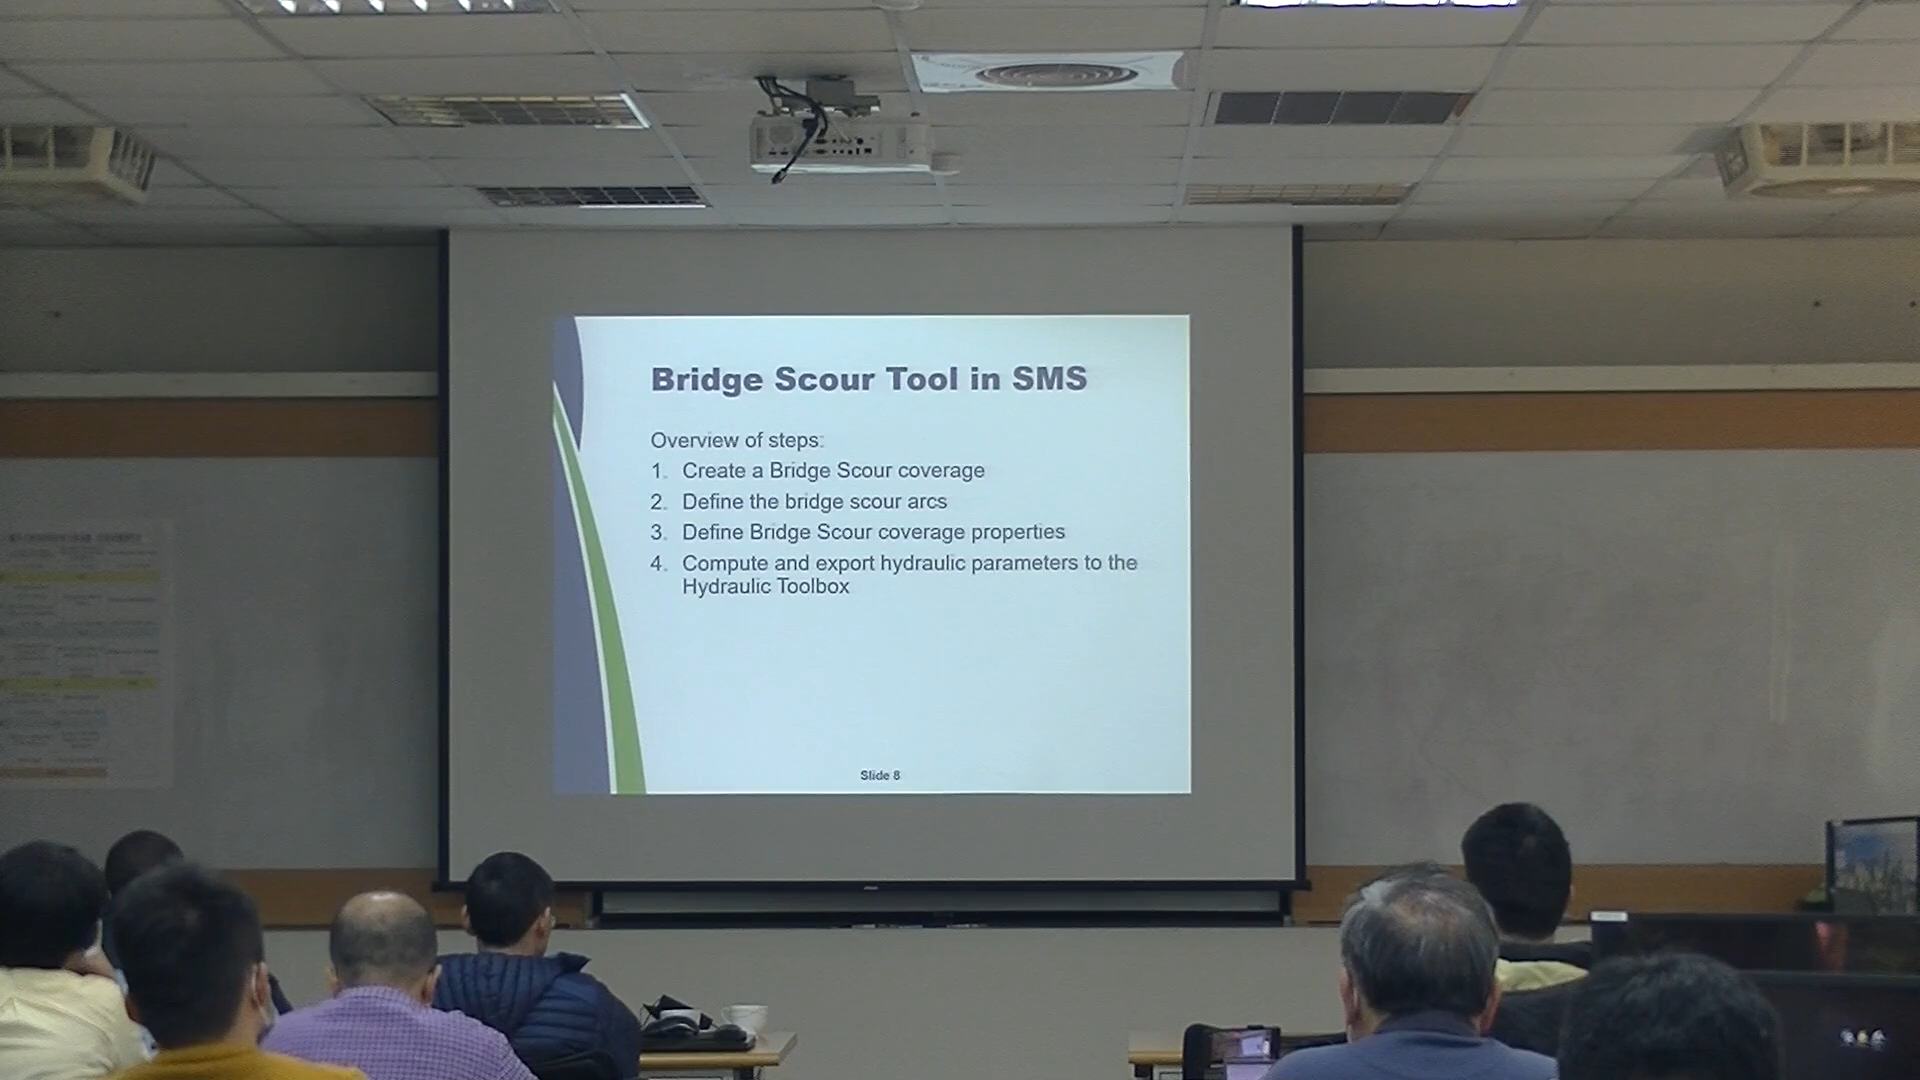 Bridge Scour Tool in SMS
Overview of steps:
1. Create a Bridge Scour coverage
2. Define the bridge scour arcs
3. Define Bridge Scour coverage properties
4. Compute and export hydraulic parameters to the
Hydraulic Toolbox
Slide 8